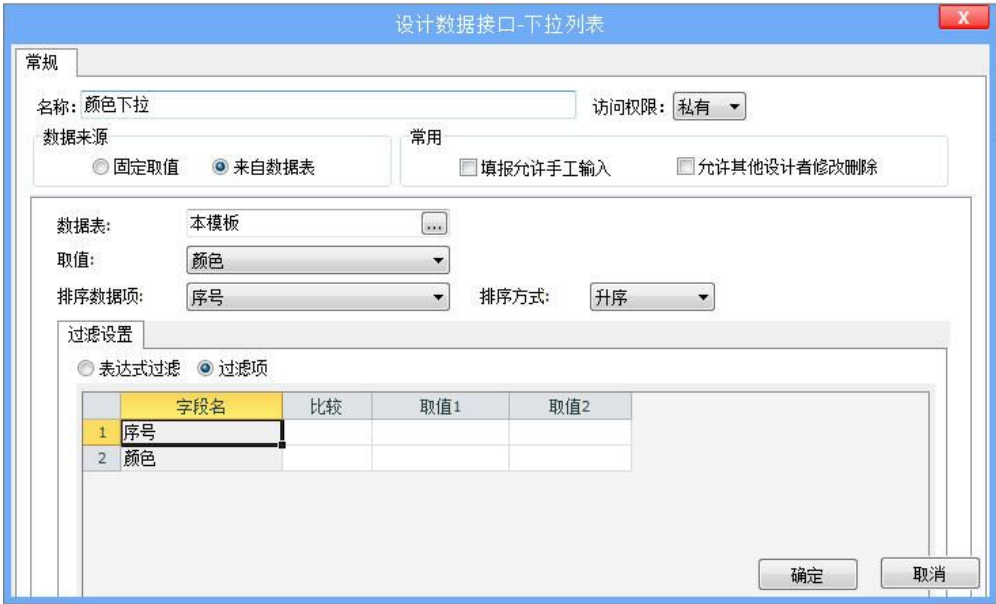 设计数据接口-下拉列表 X
常规
名称: 颜色下拉 访问权限: 私有
数据来源 常用
固定取值 来自数据表 填报允许手工输入 允许其他设计者修改删除
数据表: 本模板 ...
取值: 颜色
排序数据项: 序号 排序方式: 升序
过滤设置
表达式过滤 过滤项
字段名 比较 取值1 取值2
1 序号
2 颜色
确定 取消